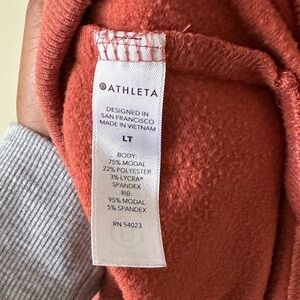 ATHLETA
DESIGNED IN
SAN FRANCISCO
MADE IN VIETNAM
LT
BODY:
75% MODAL
22% POLYESTER
3% LYCRA®
SPANDEX
RIB:
95% MODAL
5% SPANDEX
RN 54023